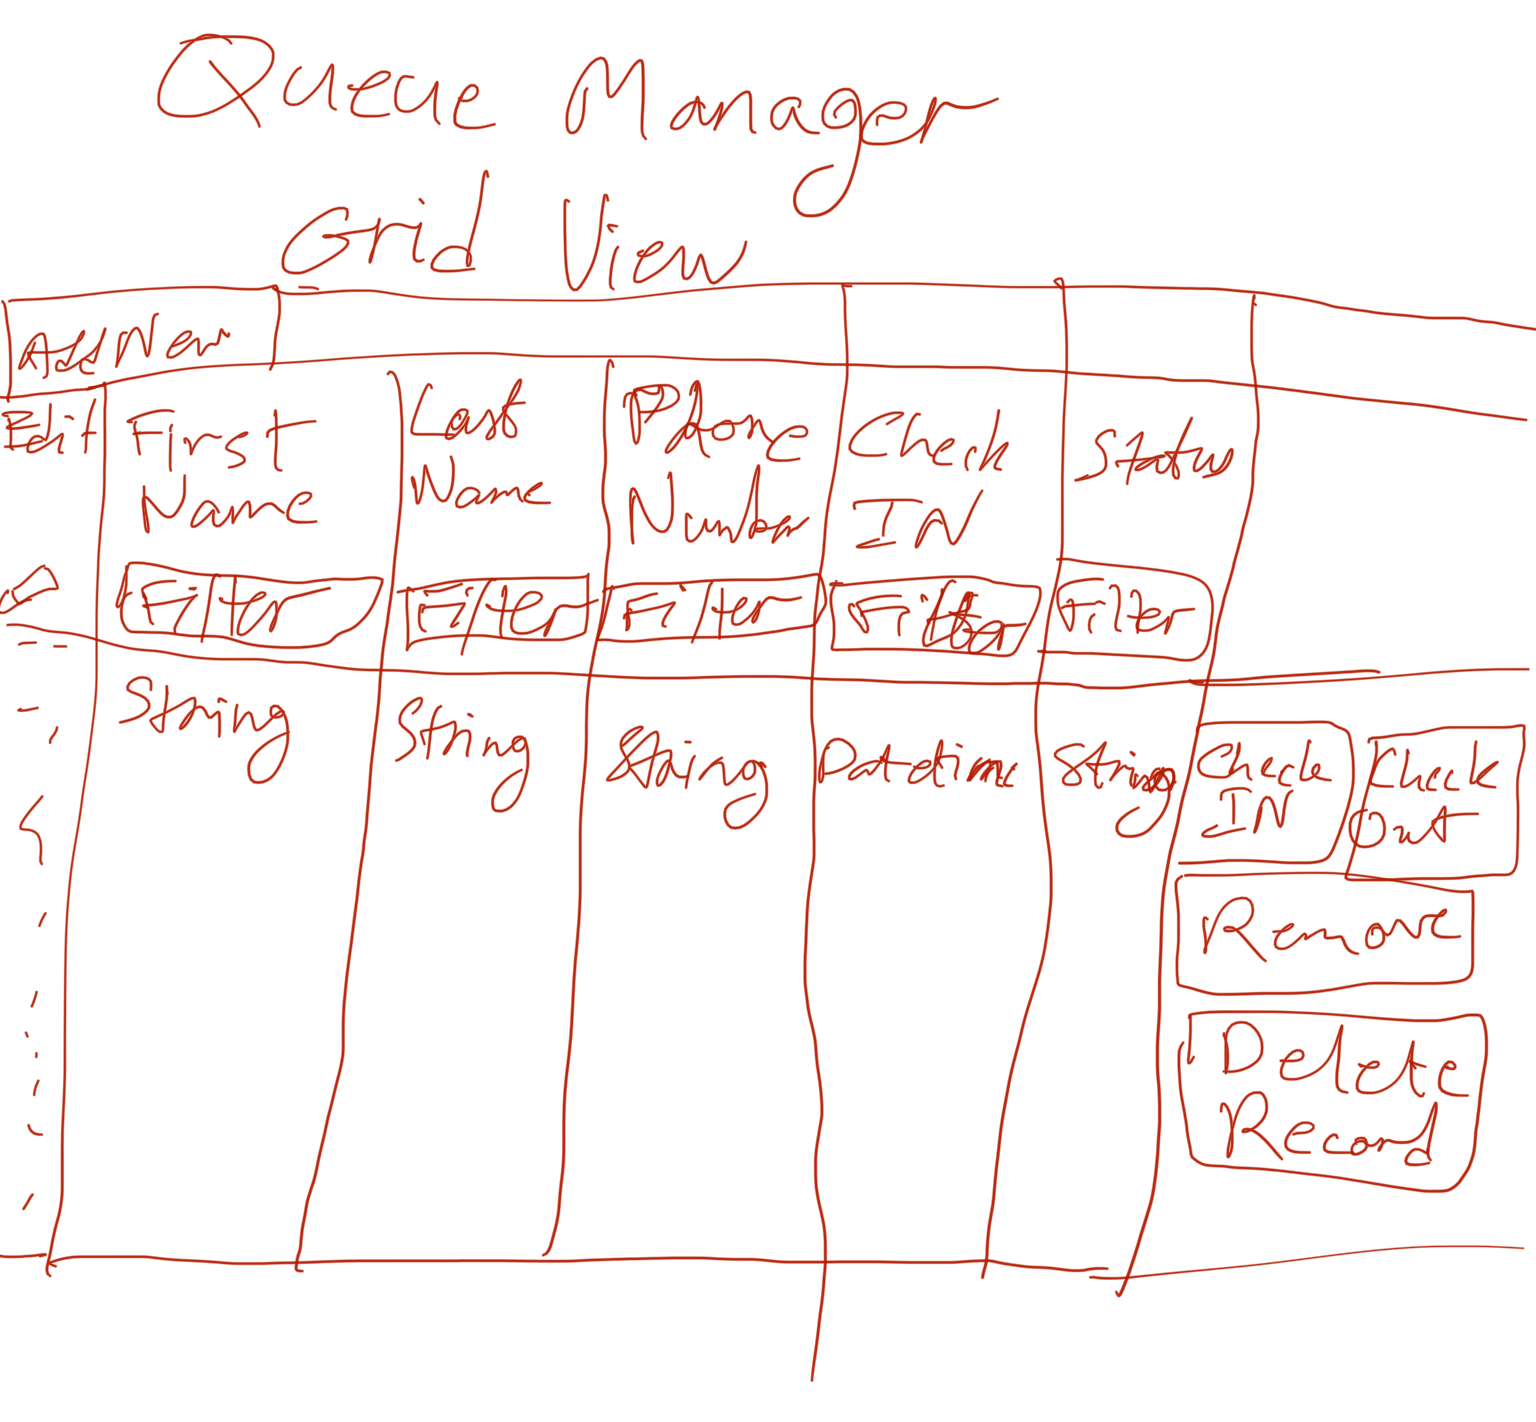 Queue Manager
Grid View
Add New
Edit
First
Name
Last
Name
Phone
Number
Check
IN
Status
Filter
Filter
Filter
Filter
Filter
String
String
String
Datetime
String
Check
IN
Check
Out
Remove
Delete
Record